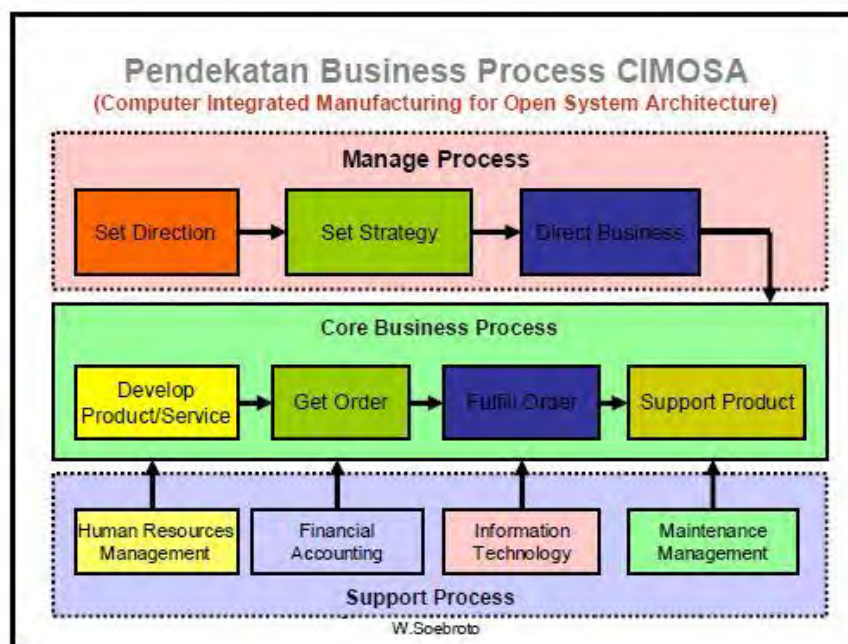 Pendekatan Business Process CIMOSA
(Computer Integrated Manufacturing for Open System Architecture)
Manage Process
Set Direction
Set Strategy
Direct Business
Core Business Process
Develop
Product/Service
Get Order
Fulfill Order
Support Product
Human Resources
Management
Financial
Accounting
Information
Technology
Maintenance
Management
Support Process
W.Soebroto